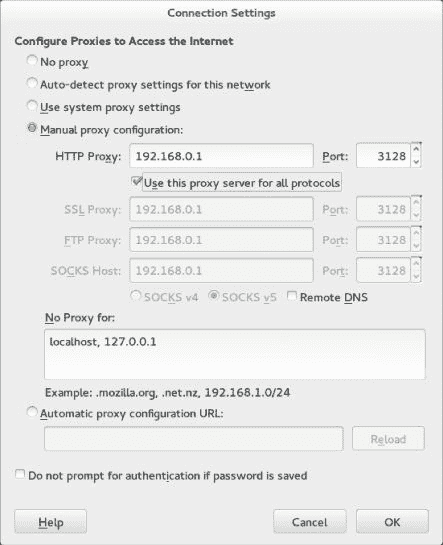 Connection Settings
Configure Proxies to Access the Internet
No proxy
Auto-detect proxy settings for this network
Use system proxy settings
Manual proxy configuration:
HTTP Proxy: 192.168.0.1 Port: 3128
Use this proxy server for all protocols
SSL Proxy: 192.168.0.1 Port: 3128
FTP Proxy: 192.168.0.1 Port: 3128
SOCKS Host: 192.168.0.1 Port: 3128
SOCKS v4 SOCKS v5 Remote DNS
No Proxy for:
localhost, 127.0.0.1
Example: .mozilla.org, .net.nz, 192.168.1.0/24
Automatic proxy configuration URL:
Reload
Do not prompt for authentication if password is saved
Help Cancel OK